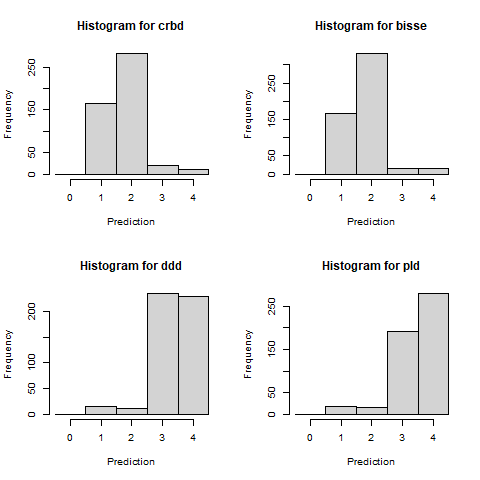 Histogram for crbd
Frequency
0 50 150 250
0 1 2 3 4
Prediction
Histogram for bisse
Frequency
0 50 150 250
0 1 2 3 4
Prediction
Histogram for ddd
Frequency
0 50 100 200
0 1 2 3 4
Prediction
Histogram for pld
Frequency
0 50 150 250
0 1 2 3 4
Prediction